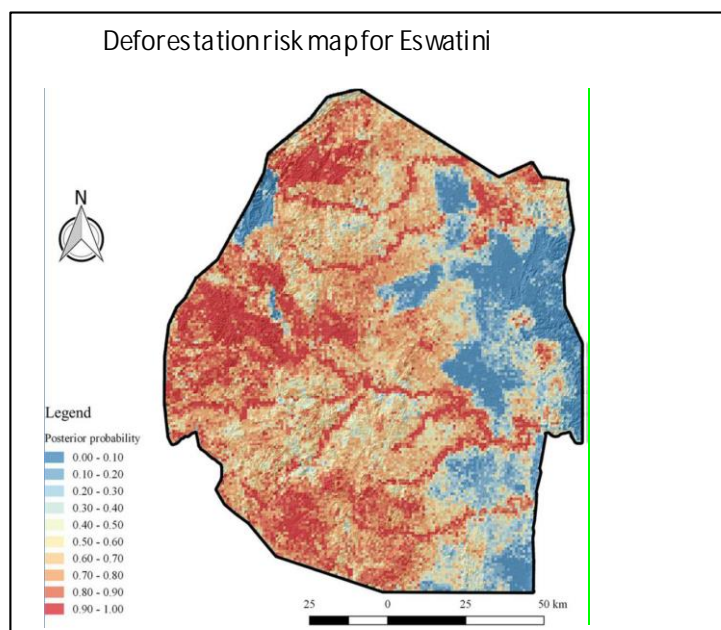 Deforestation risk map for Eswatini
N
Legend
Posterior probability
0.00 - 0.10
0.10 - 0.20
0.20 - 0.30
0.30 - 0.40
0.40 - 0.50
0.50 - 0.60
0.60 - 0.70
0.70 - 0.80
0.80 - 0.90
0.90 - 1.00
25 0 25 50 km